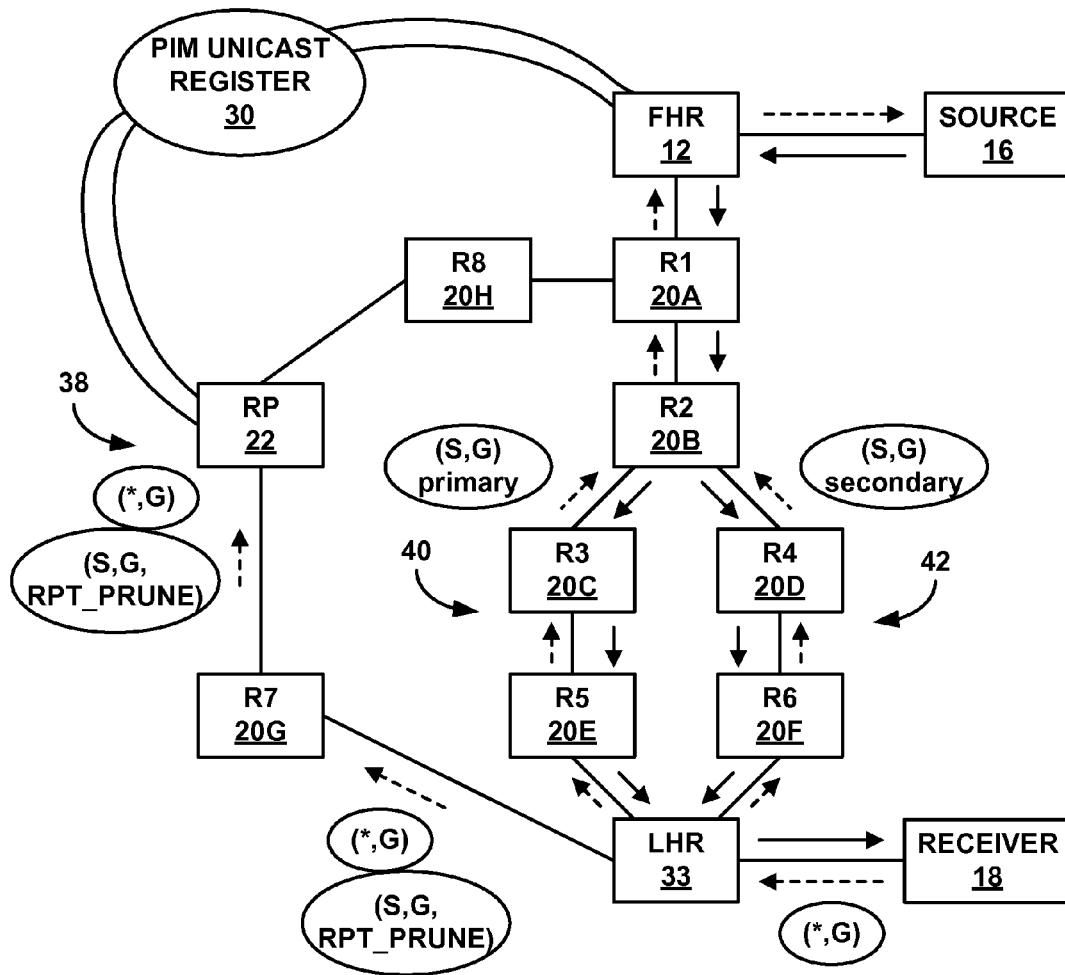 PIM UNICAST
REGISTER
30
FHR
12
SOURCE
16
R8
20H
R1
20A
38
RP
22
R2
20B
(S,G)
primary
(S,G)
secondary
(*,G)
(S,G,
RPT_PRUNE)
40
R3
20C
R4
20D
42
R7
20G
R5
20E
R6
20F
(*,G)
(S,G,
RPT_PRUNE)
LHR
33
RECEIVER
18
(*,G)